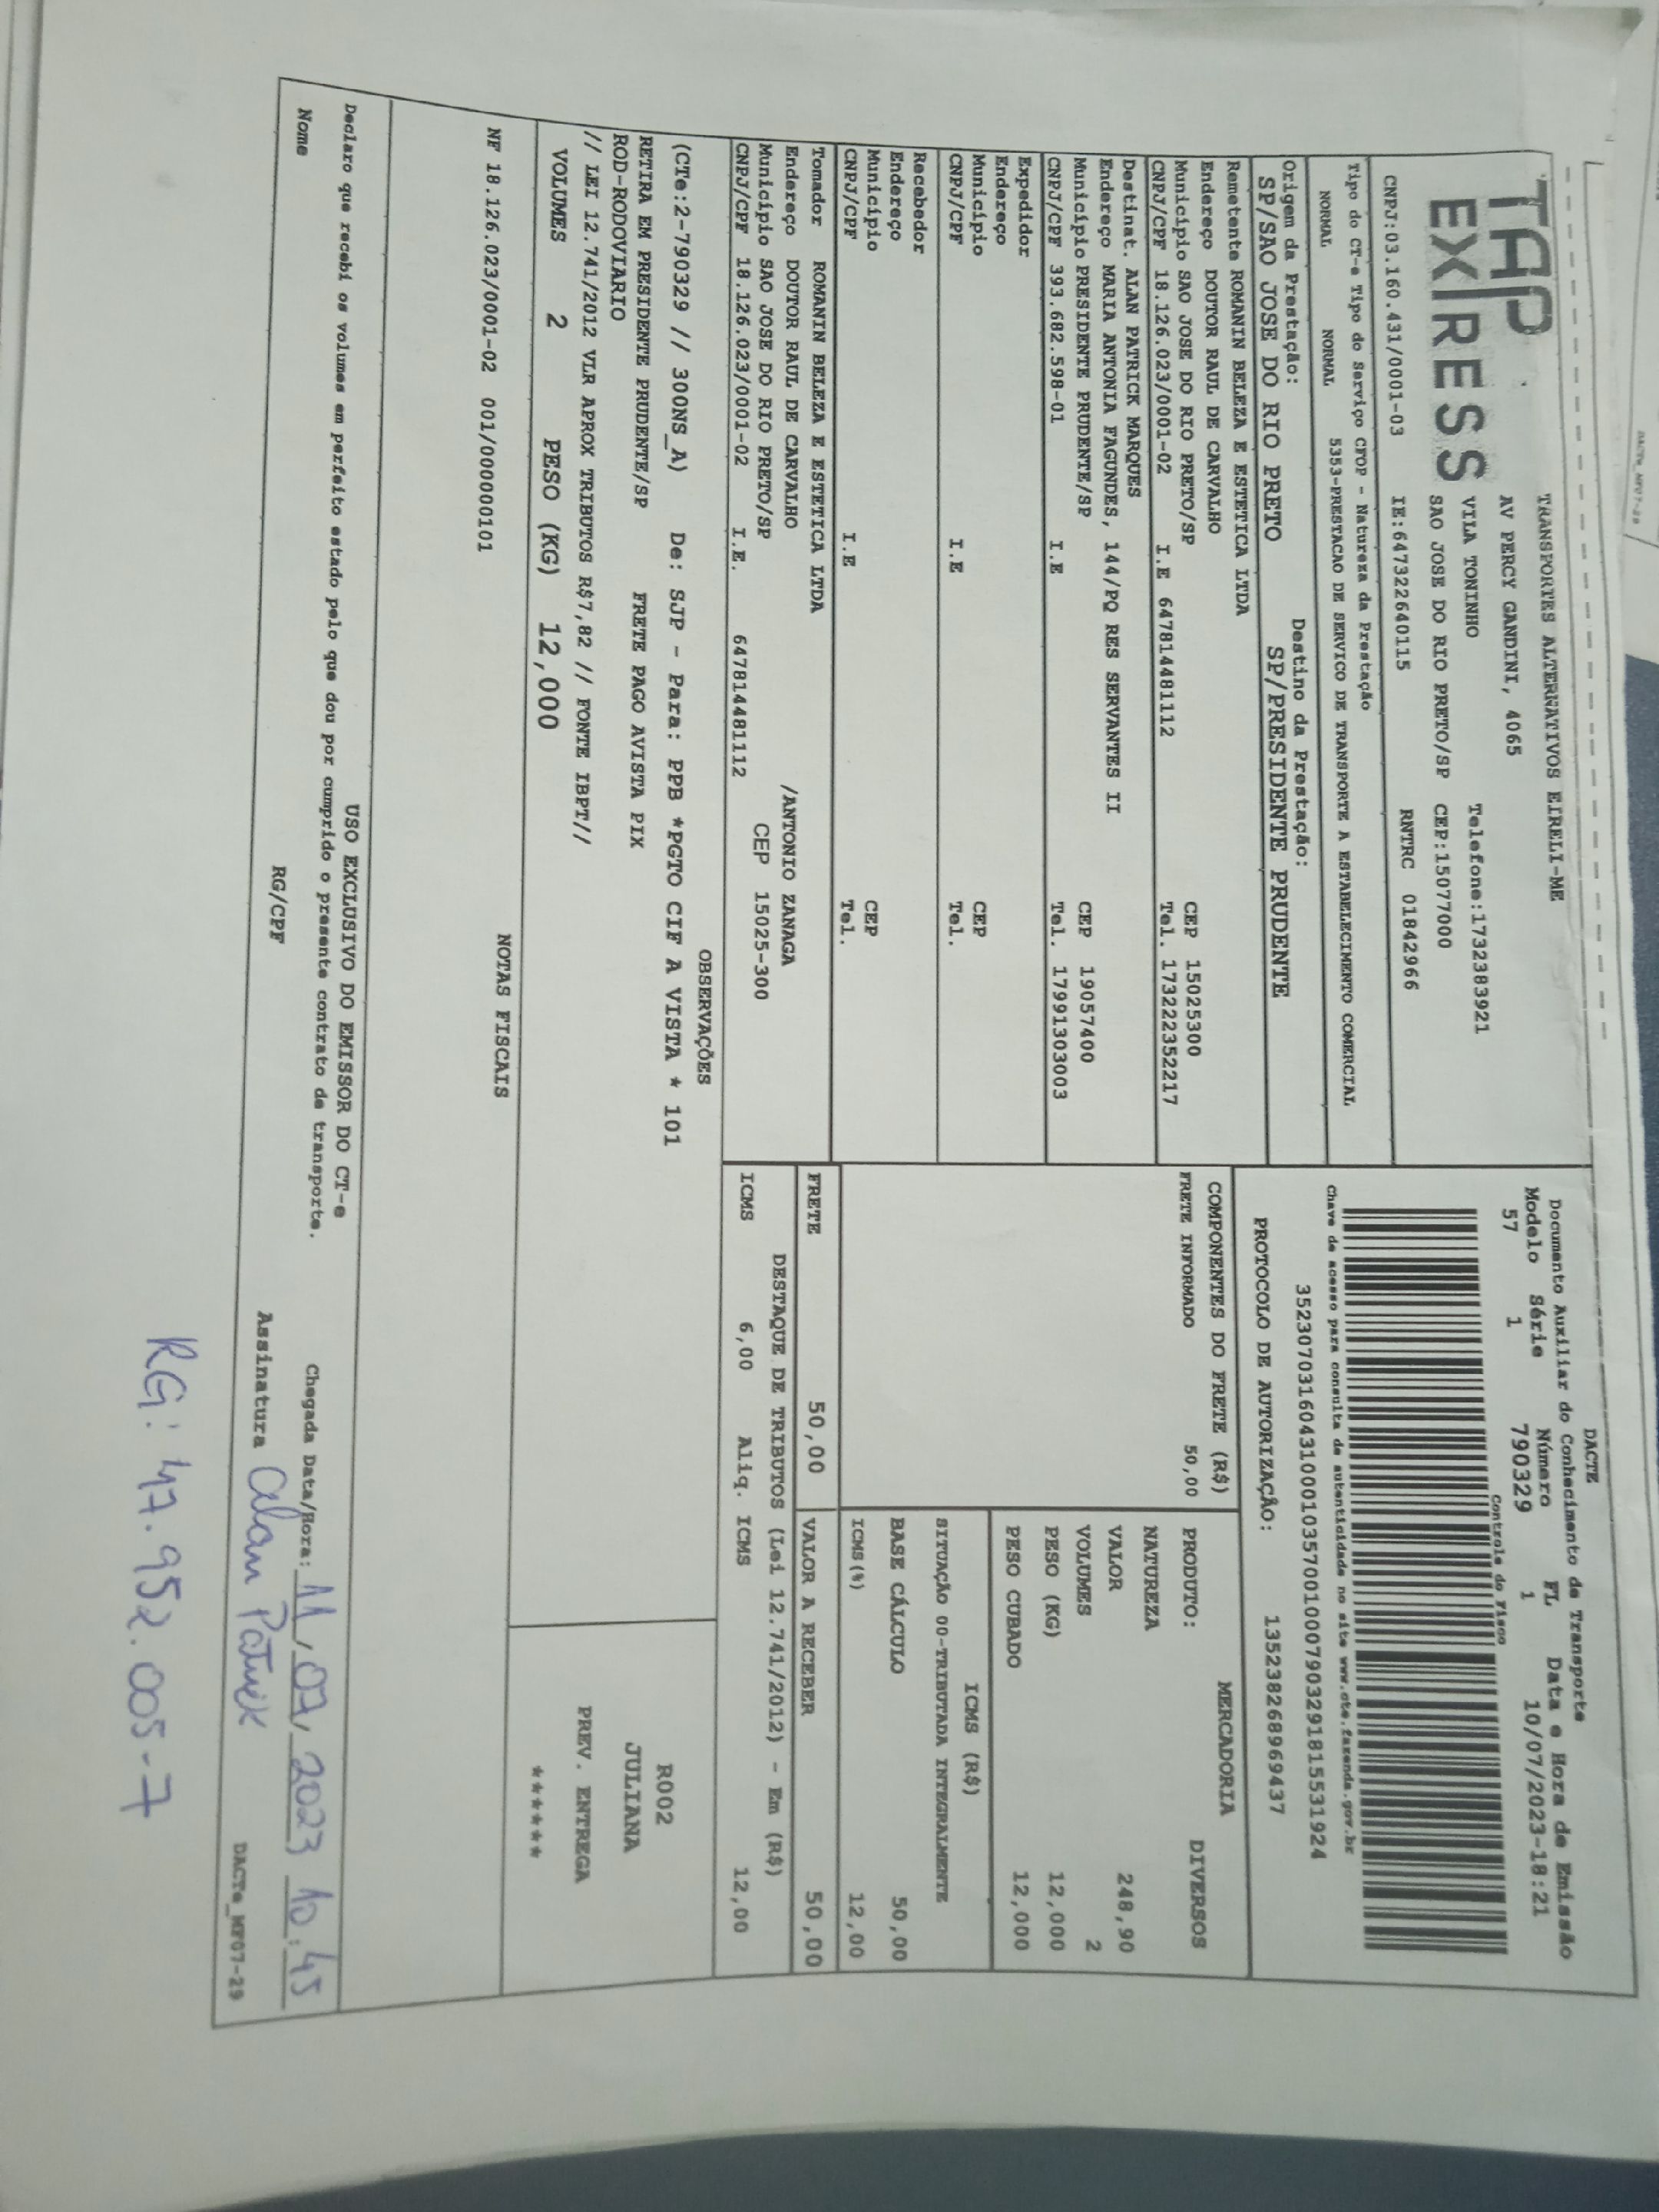 TAP EXPRESS
TRANSPORTES ALTERNATIVOS EIRELI-ME
AV PERCY GANDINI, 4065
VILA TONINHO Telefone:1732383921
SAO JOSE DO RIO PRETO/SP CEP:15077000
CNPJ:03.160.431/0001-03 IE:647322640115 RNTRC 01842966
Tipo do CT-e Tipo do Serviço CFOP - Natureza da Prestação
NORMAL NORMAL 5353-PRESTACAO DE SERVICO DE TRANSPORTE A ESTABELECIMENTO COMERCIAL
Origem da Prestação: Destino da Prestação:
SP/SAO JOSE DO RIO PRETO SP/PRESIDENTE PRUDENTE
DACTE
Documento Auxiliar do Conhecimento de Transporte
Modelo Série Número FL Data e Hora de Emissão
57 1 790329 1 10/07/2023-18:21
Controle do Fisco
Chave de acesso para consulta de autenticidade no site www.cte.fazenda.gov.br
35230703160431000103570010007903291815531924
PROTOCOLO DE AUTORIZAÇÃO: 135238268969437
Remetente ROMANIN BELEZA E ESTETICA LTDA
Endereço DOUTOR RAUL DE CARVALHO
Município SAO JOSE DO RIO PRETO/SP CEP 15025300
CNPJ/CPF 18.126.023/0001-02 I.E 647814481112 Tel. 173222352217
Destinat. ALAN PATRICK MARQUES
Endereço MARIA ANTONIA FAGUNDES, 144/PQ RES SERVANTES II
Município PRESIDENTE PRUDENTE/SP CEP 19057400
CNPJ/CPF 393.682.598-01 I.E Tel. 17991303003
Expedidor
Endereço
Município CEP
CNPJ/CPF I.E Tel.
Recebedor
Endereço
Município CEP
CNPJ/CPF I.E Tel.
Tomador ROMANIN BELEZA E ESTETICA LTDA
Endereço DOUTOR RAUL DE CARVALHO /ANTONIO ZANAGA
Município SAO JOSE DO RIO PRETO/SP CEP 15025-300
CNPJ/CPF 18.126.023/0001-02 I.E. 647814481112
COMPONENTES DO FRETE (R$)
FRETE INFORMADO 50,00
MERCADORIA
PRODUTO: DIVERSOS
NATUREZA
VALOR 248,90
VOLUMES 2
PESO (KG) 12,000
PESO CUBADO 12,000
ICMS (R$)
SITUAÇÃO 00-TRIBUTADA INTEGRALMENTE
BASE CÁLCULO 50,00
ICMS(%) 12,00
FRETE 50,00 VALOR A RECEBER 50,00
DESTAQUE DE TRIBUTOS (Lei 12.741/2012) - Em (R$)
ICMS 6,00 Aliq. ICMS 12,00
OBSERVAÇÕES
(CTe:2-790329 // 300NS_A) De: SJP - Para: PPB *PGTO CIF A VISTA * 101
RETIRA EM PRESIDENTE PRUDENTE/SP FRETE PAGO AVISTA PIX
ROD-RODOVIARIO
// LEI 12.741/2012 VLR APROX TRIBUTOS R$7,82 // FONTE IBPT//
VOLUMES 2 PESO (KG) 12,000
R002
JULIANA
PREV. ENTREGA
******
NOTAS FISCAIS
NF 18.126.023/0001-02 001/000000101
USO EXCLUSIVO DO EMISSOR DO CT-e
Declaro que recebi os volumes em perfeito estado pelo que dou por cumprido o presente contrato de transporte.
Chegada Data/Hora: 11/07/2023 10:45
Nome RG/CPF Assinatura Alan Patrick
DACTe_MF07-29
RG: 47.952.005-7
DACTe_MF07-29